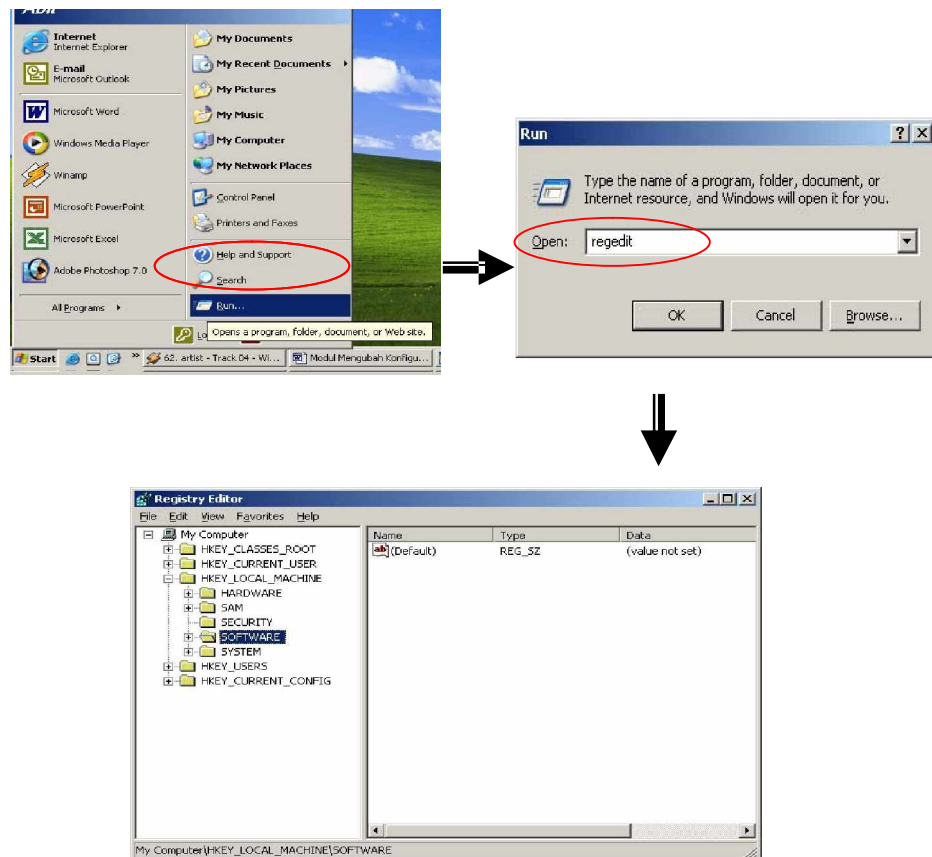 Internet
Internet Explorer
E-mail
Microsoft Outlook
Microsoft Word
Windows Media Player
Winamp
Microsoft PowerPoint
Microsoft Excel
Adobe Photoshop 7.0
All Programs
My Documents
My Recent Documents
My Pictures
My Music
My Computer
My Network Places
Control Panel
Printers and Faxes
Help and Support
Search
Run...
Opens a program, folder, document, or Web site.
Start
62. artist - Track 04 - Wi...
Modul Mengubah Konfigu...
Run
Type the name of a program, folder, document, or
Internet resource, and Windows will open it for you.
Open: regedit
OK Cancel Browse...
Registry Editor
File Edit View Favorites Help
My Computer
HKEY_CLASSES_ROOT
HKEY_CURRENT_USER
HKEY_LOCAL_MACHINE
HARDWARE
SAM
SECURITY
SOFTWARE
SYSTEM
HKEY_USERS
HKEY_CURRENT_CONFIG
Name Type Data
(Default) REG_SZ (value not set)
My Computer\HKEY_LOCAL_MACHINE\SOFTWARE